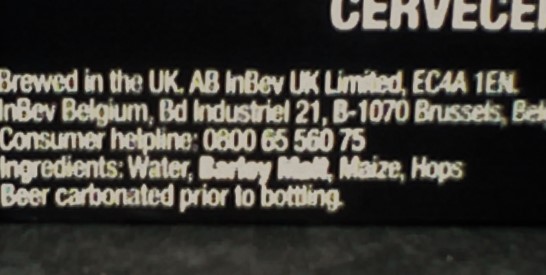 CERVECE
Brewed in the UK, AB InBev UK Limited, EC4A 1EN.
InBev Belgium, Bd Industriel 21, B-1070 Brussels, Bel
Consumer helpline: 0800 65 560 75
Ingredients: Water, Barley Malt, Maize, Hops
Beer carbonated prior to bottling.